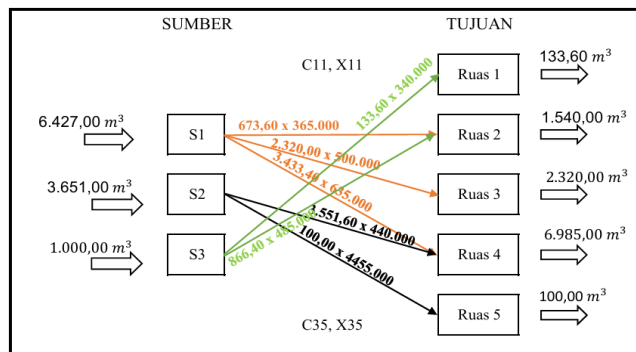 SUMBER
TUJUAN
C11, X11
6.427,00 m³
S1
3.651,00 m³
S2
1.000,00 m³
S3
133,60 x 340.000
673,60 x 365.000
2.320,00 x 500.000
3.433,40 x 635.000
866,40 x 485.000
3.551,60 x 440.000
100,00 x 4455.000
Ruas 1
133,60 m³
Ruas 2
1.540,00 m³
Ruas 3
2.320,00 m³
Ruas 4
6.985,00 m³
Ruas 5
100,00 m³
C35, X35